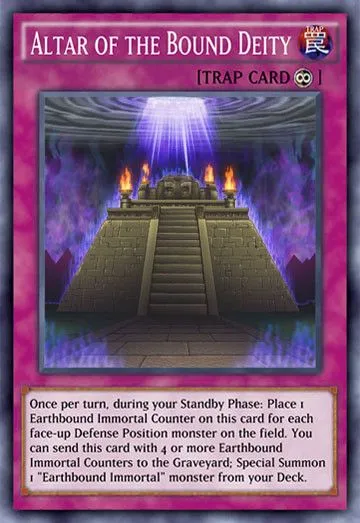 ALTAR OF THE BOUND DEITY
TRAP
罠
[TRAP CARD ]
Once per turn, during your Standby Phase: Place 1
Earthbound Immortal Counter on this card for each
face-up Defense Position monster on the field. You
can send this card with 4 or more Earthbound
Immortal Counters to the Graveyard; Special Summon
1 "Earthbound Immortal" monster from your Deck.